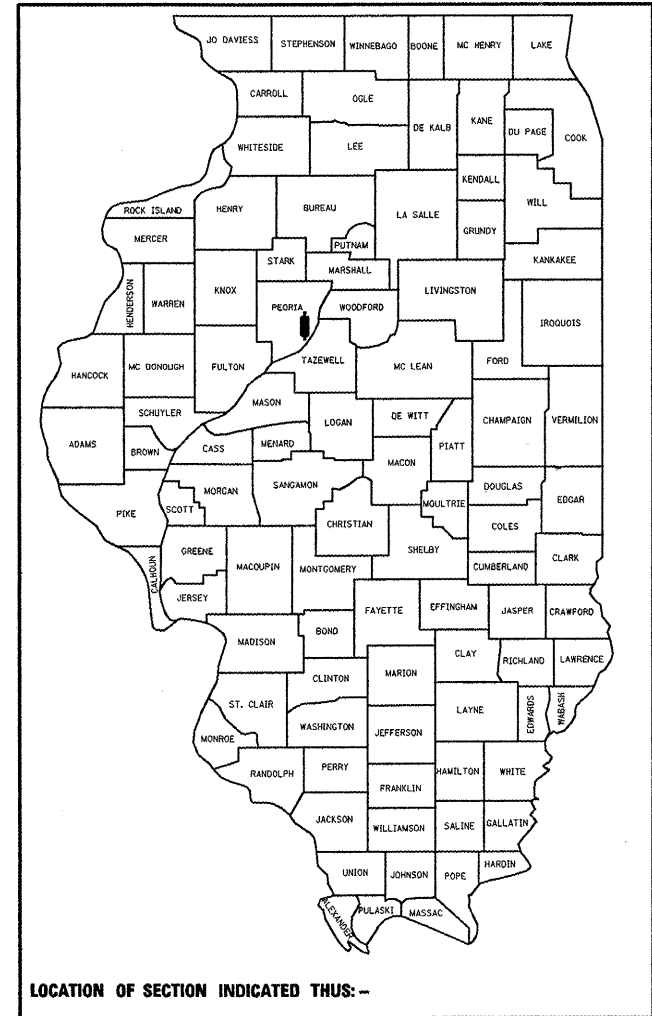 JO DAVIESS STEPHENSON WINNEBAGO BOONE MC HENRY LAKE
CARROLL OGLE DE KALB KANE DU PAGE COOK
WHITESIDE LEE
KENDALL
ROCK ISLAND HENRY BUREAU LA SALLE WILL
MERCER PUTNAM GRUNDY
STARK MARSHALL KANKAKEE
HENDERSON WARREN KNOX PEORIA WOODFORD LIVINGSTON IROQUOIS
HANCOCK MC DONOUGH FULTON TAZEWELL MC LEAN FORD
MASON
SCHUYLER LOGAN DE WITT CHAMPAIGN VERMILION
ADAMS BROWN CASS MENARD PIATT
MACON
PIKE SCOTT MORGAN SANGAMON MOULTRIE DOUGLAS EDGAR
CHRISTIAN COLES
CALHOUN GREENE MACOUPIN MONTGOMERY SHELBY CUMBERLAND CLARK
JERSEY FAYETTE EFFINGHAM JASPER CRAWFORD
MADISON BOND
CLAY RICHLAND LAWRENCE
CLINTON MARION
ST. CLAIR LAYNE EDWARDS WABASH
WASHINGTON JEFFERSON
MONROE
RANDOLPH PERRY HAMILTON WHITE
FRANKLIN
JACKSON WILLIAMSON SALINE GALLATIN
UNION JOHNSON POPE HARDIN
ALEXANDER PULASKI MASSAC
LOCATION OF SECTION INDICATED THUS: -